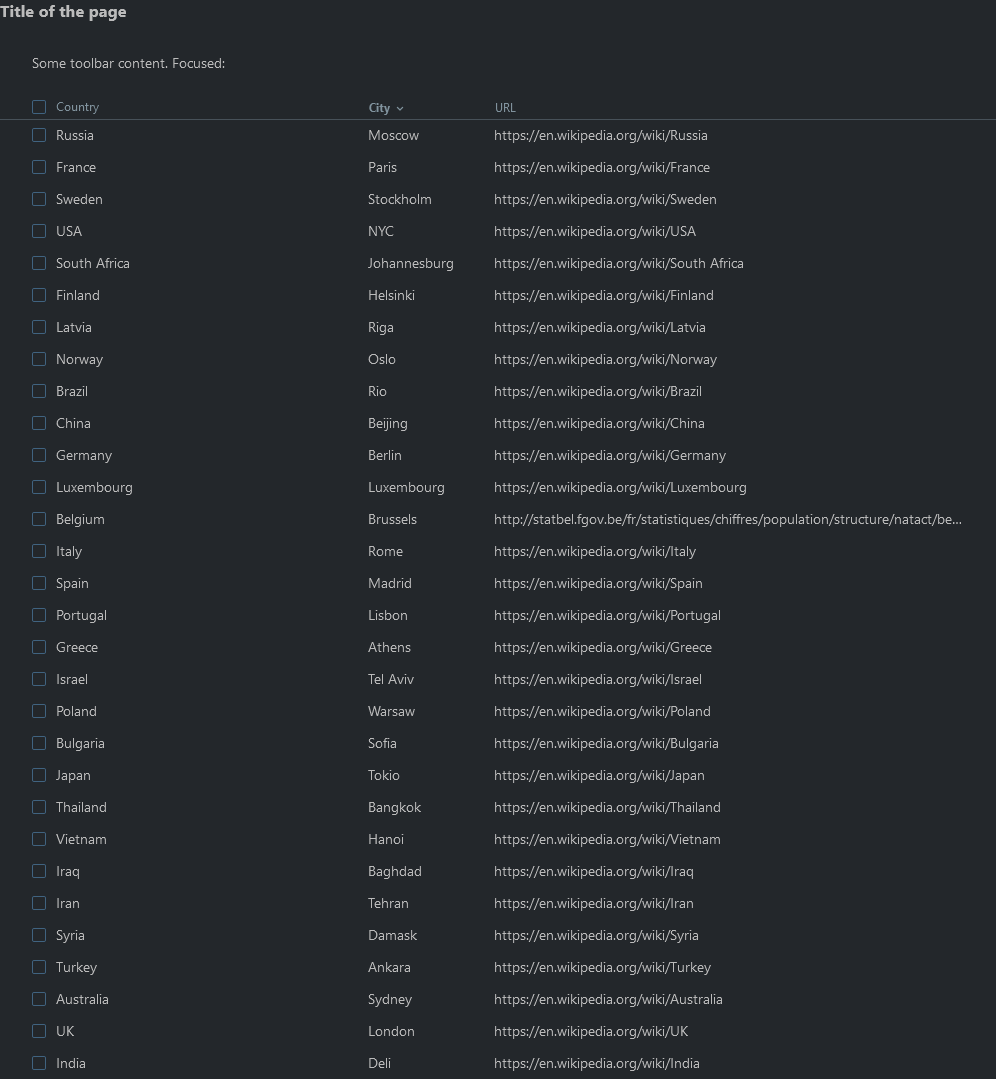 Title of the page
Some toolbar content. Focused:
Country City URL
Russia Moscow https://en.wikipedia.org/wiki/Russia
France Paris https://en.wikipedia.org/wiki/France
Sweden Stockholm https://en.wikipedia.org/wiki/Sweden
USA NYC https://en.wikipedia.org/wiki/USA
South Africa Johannesburg https://en.wikipedia.org/wiki/South Africa
Finland Helsinki https://en.wikipedia.org/wiki/Finland
Latvia Riga https://en.wikipedia.org/wiki/Latvia
Norway Oslo https://en.wikipedia.org/wiki/Norway
Brazil Rio https://en.wikipedia.org/wiki/Brazil
China Beijing https://en.wikipedia.org/wiki/China
Germany Berlin https://en.wikipedia.org/wiki/Germany
Luxembourg Luxembourg https://en.wikipedia.org/wiki/Luxembourg
Belgium Brussels http://statbel.fgov.be/fr/statistiques/chiffres/population/structure/natact/be...
Italy Rome https://en.wikipedia.org/wiki/Italy
Spain Madrid https://en.wikipedia.org/wiki/Spain
Portugal Lisbon https://en.wikipedia.org/wiki/Portugal
Greece Athens https://en.wikipedia.org/wiki/Greece
Israel Tel Aviv https://en.wikipedia.org/wiki/Israel
Poland Warsaw https://en.wikipedia.org/wiki/Poland
Bulgaria Sofia https://en.wikipedia.org/wiki/Bulgaria
Japan Tokio https://en.wikipedia.org/wiki/Japan
Thailand Bangkok https://en.wikipedia.org/wiki/Thailand
Vietnam Hanoi https://en.wikipedia.org/wiki/Vietnam
Iraq Baghdad https://en.wikipedia.org/wiki/Iraq
Iran Tehran https://en.wikipedia.org/wiki/Iran
Syria Damask https://en.wikipedia.org/wiki/Syria
Turkey Ankara https://en.wikipedia.org/wiki/Turkey
Australia Sydney https://en.wikipedia.org/wiki/Australia
UK London https://en.wikipedia.org/wiki/UK
India Deli https://en.wikipedia.org/wiki/India